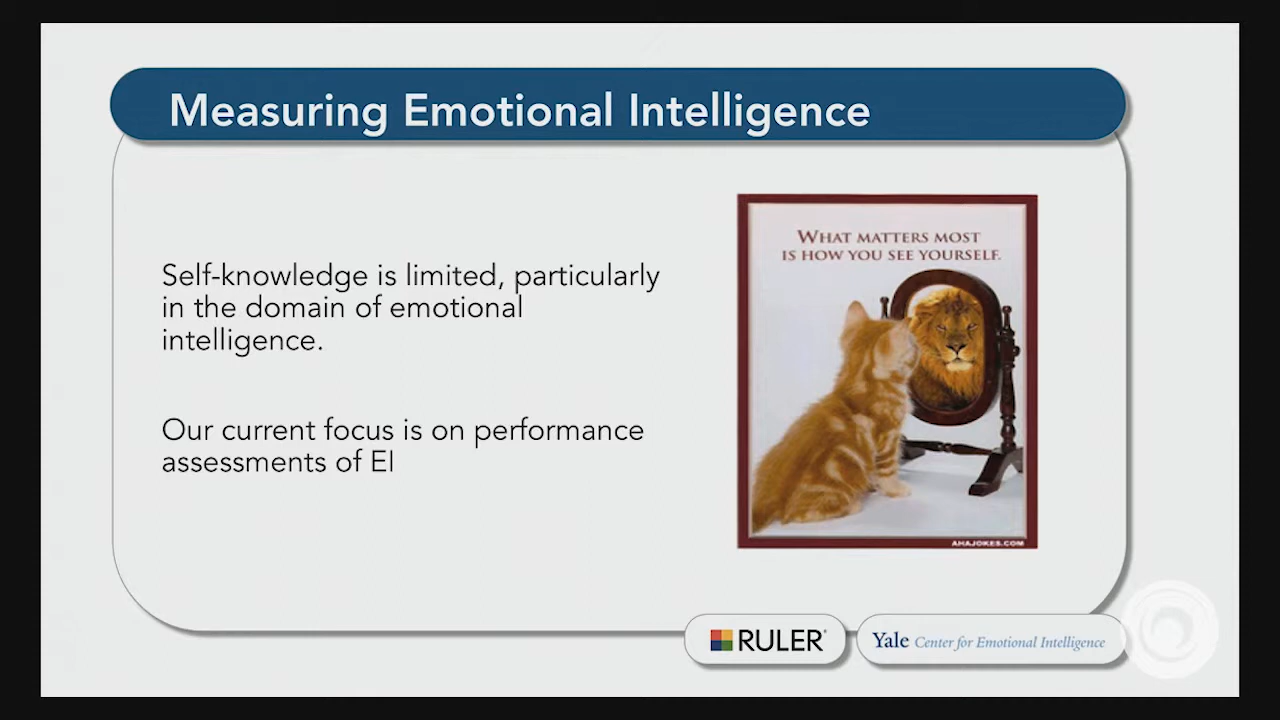 Measuring Emotional Intelligence
Self-knowledge is limited, particularly
in the domain of emotional
intelligence.
Our current focus is on performance
assessments of EI
WHAT MATTERS MOST
IS HOW YOU SEE YOURSELF.
AHAJOKES.COM
RULER®
Yale Center for Emotional Intelligence